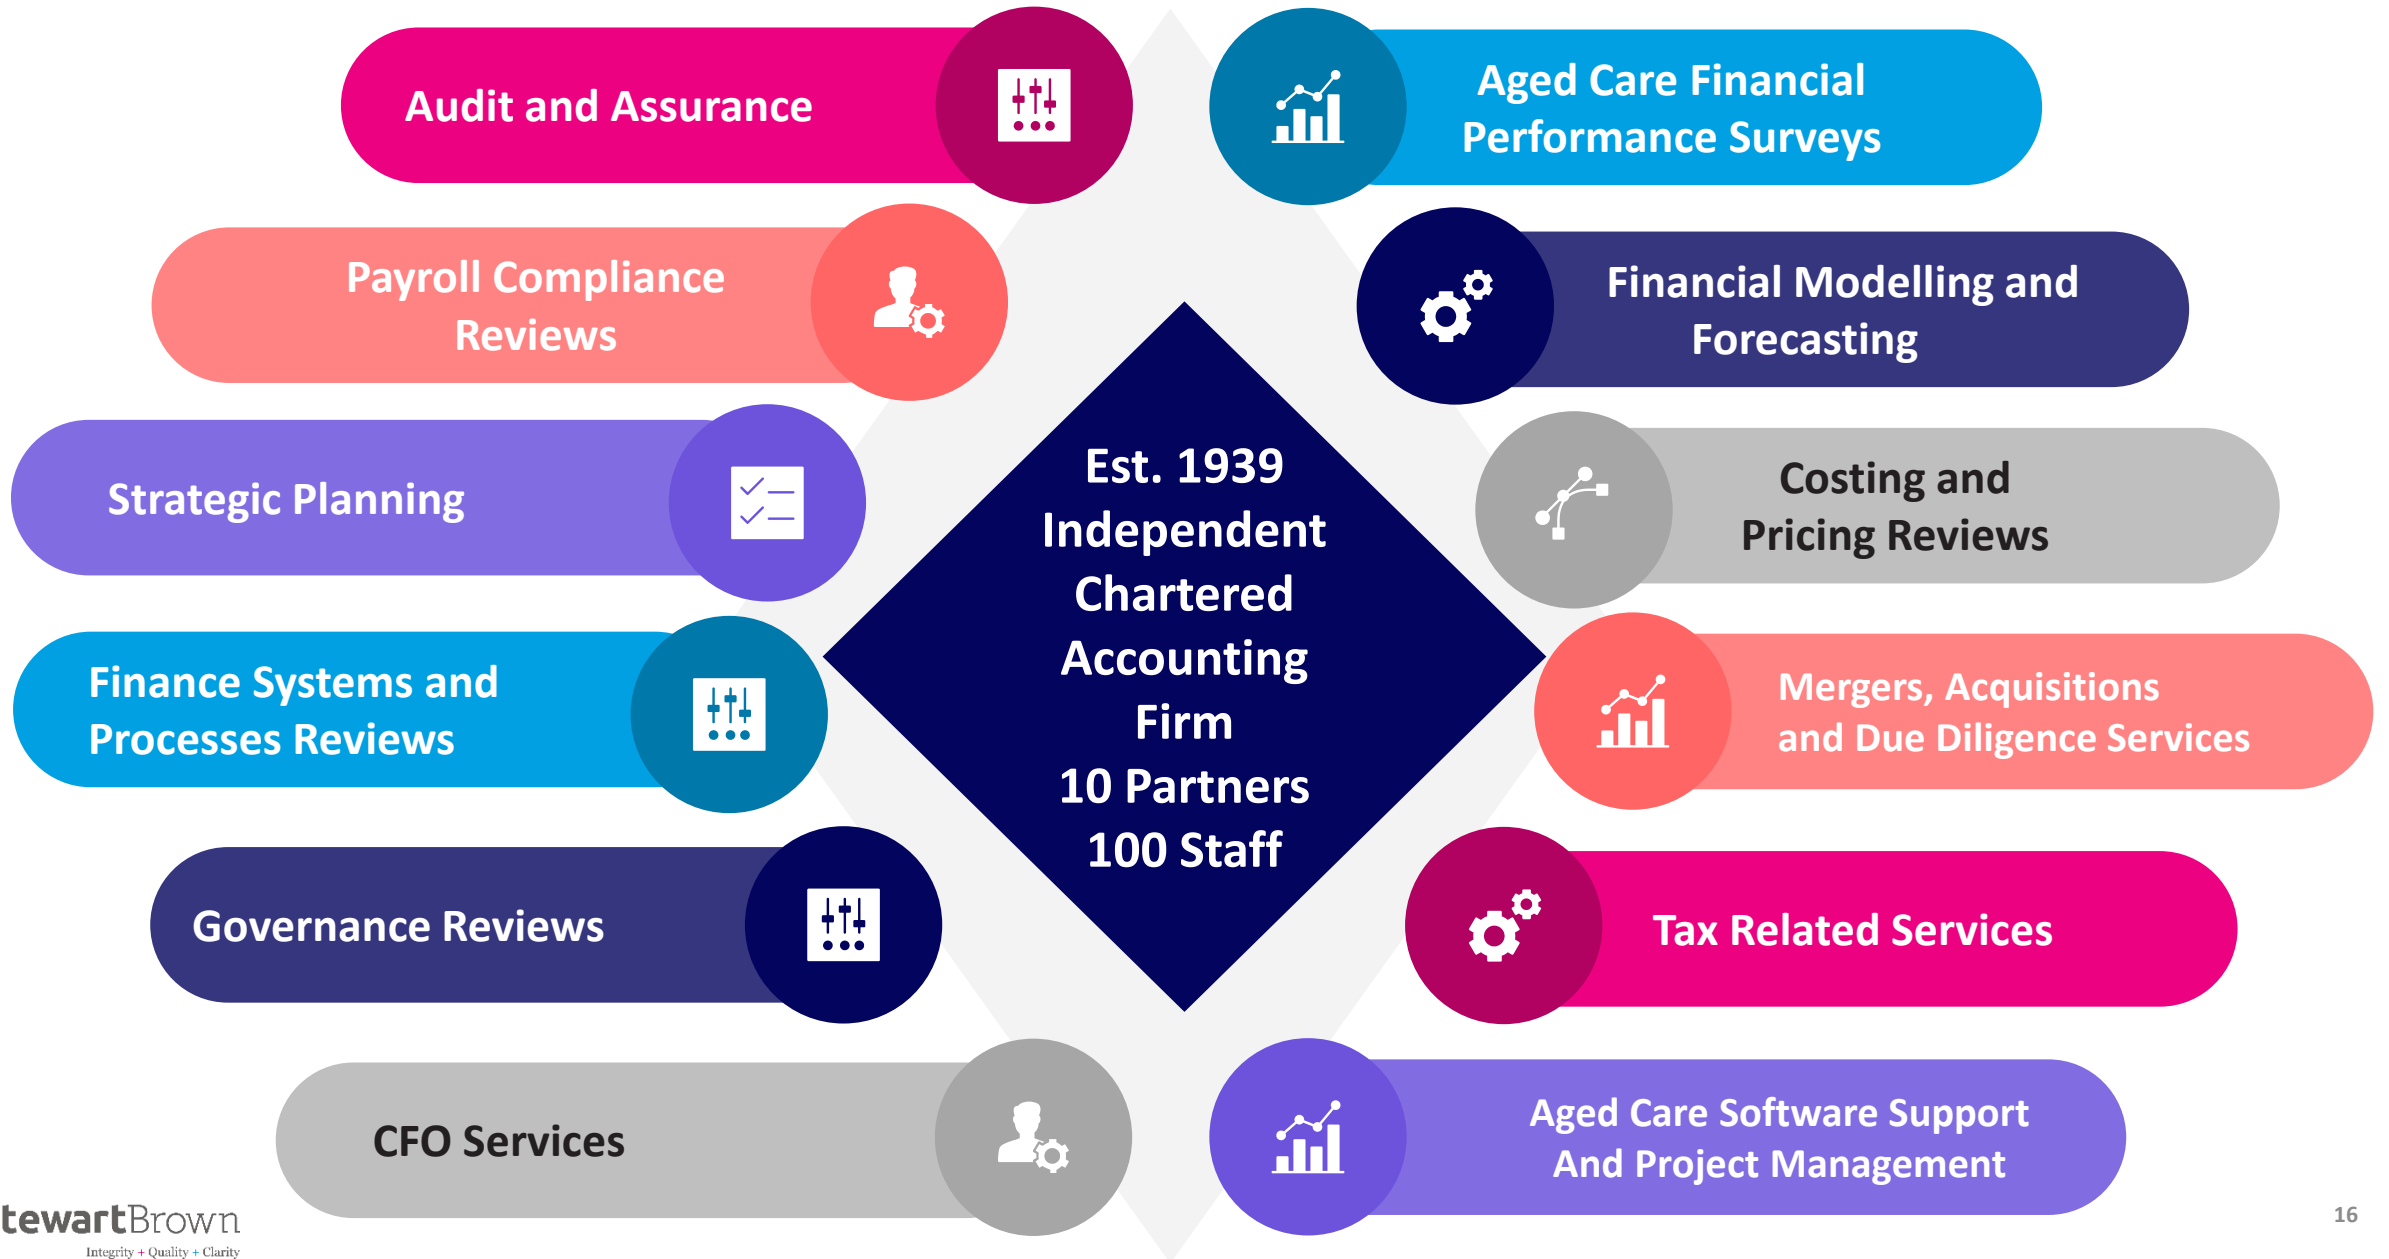 Audit and Assurance
Payroll Compliance
Reviews
Strategic Planning
Finance Systems and
Processes Reviews
Governance Reviews
CFO Services
Est. 1939
Independent
Chartered
Accounting
Firm
10 Partners
100 Staff
Aged Care Financial
Performance Surveys
Financial Modelling and
Forecasting
Costing and
Pricing Reviews
Mergers, Acquisitions
and Due Diligence Services
Tax Related Services
Aged Care Software Support
And Project Management
tewartBrown
Integrity + Quality + Clarity
16